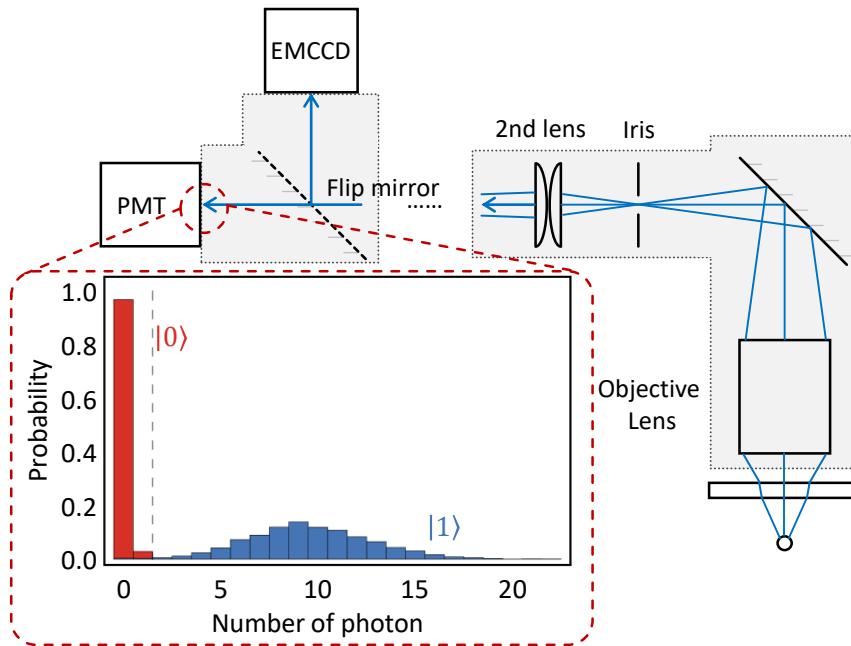 EMCCD
2nd lens
Iris
PMT
Flip mirror
......
Objective
Lens
1.0
0.8
0.6
0.4
0.2
0.0
Probability
|0⟩
|1⟩
0
5
10
15
20
Number of photon